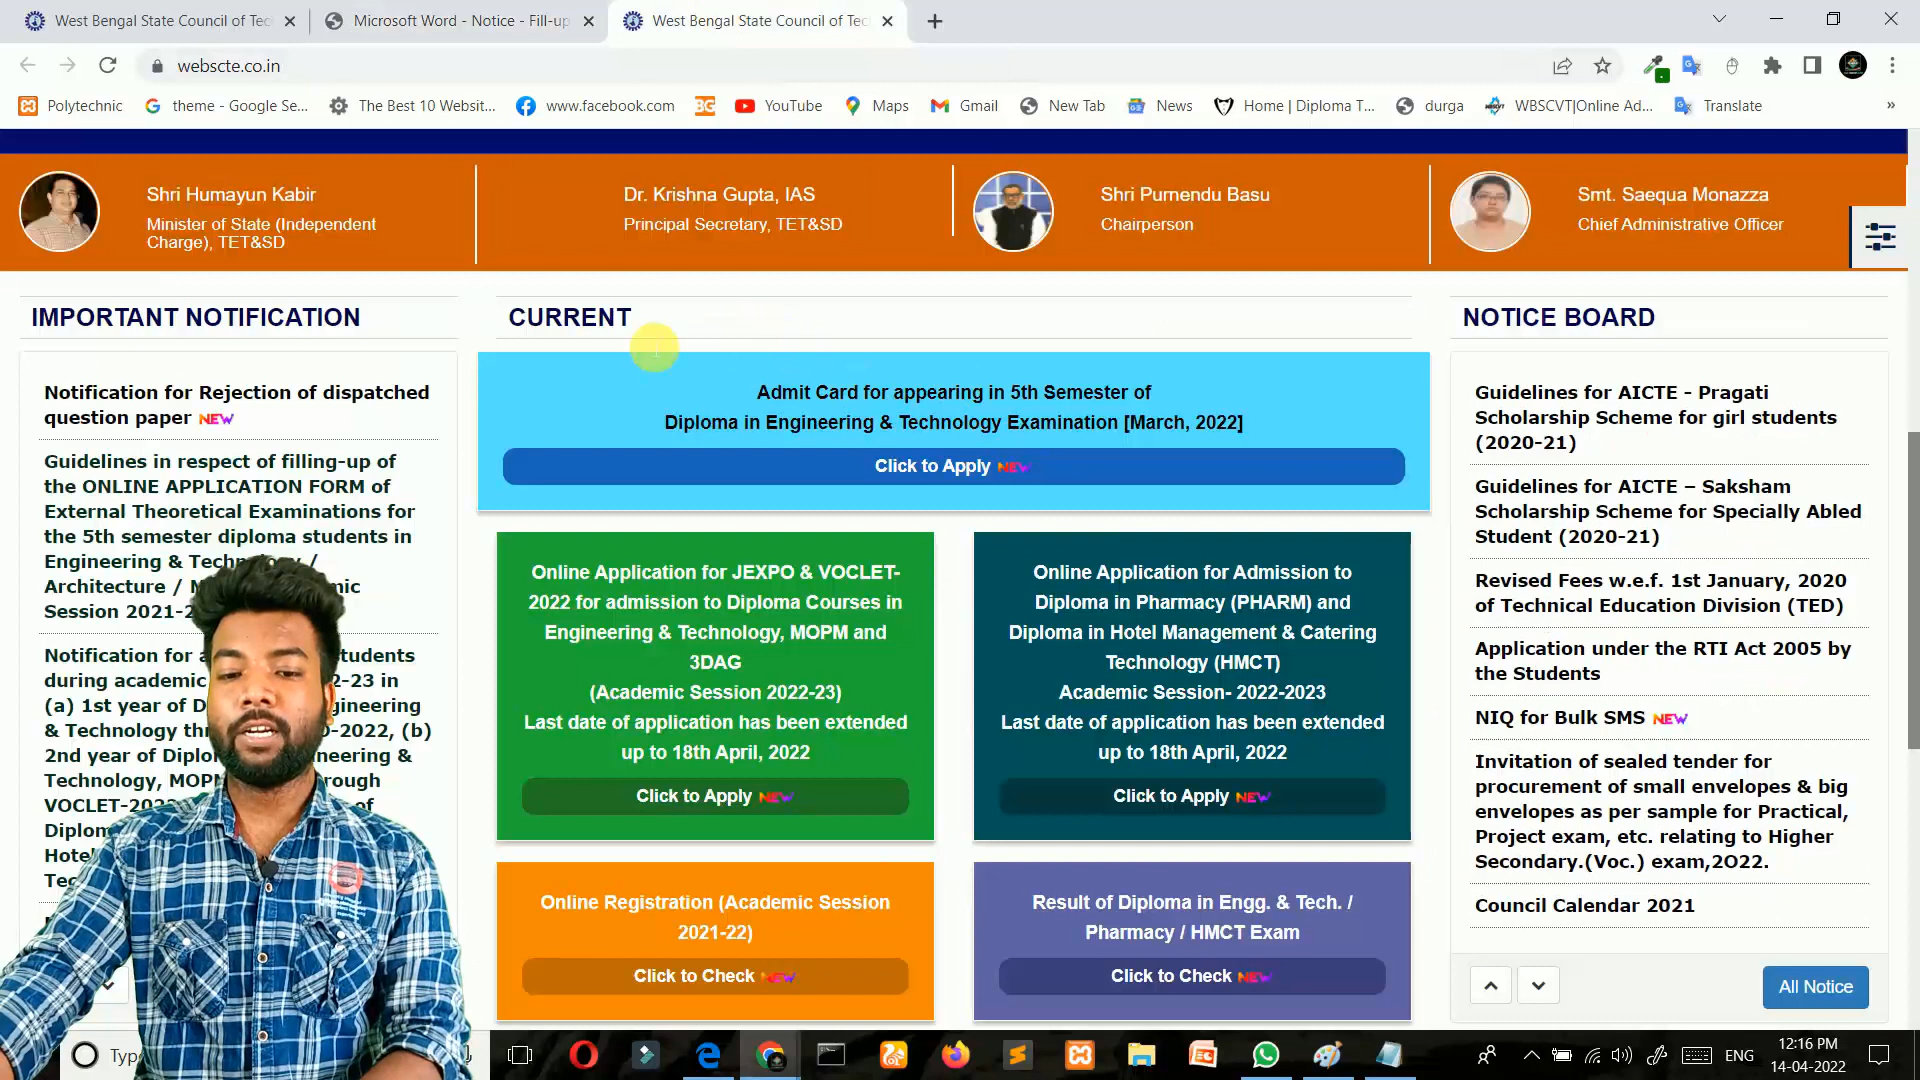 West Bengal State Council of Tec
Microsoft Word - Notice - Fill-up
West Bengal State Council of Tec
webscte.co.in
Polytechnic
theme - Google Se...
The Best 10 Websit...
www.facebook.com
YouTube
Maps
Gmail
New Tab
News
Home | Diploma T...
durga
WBSCVT|Online Ad...
Translate
»
Shri Humayun Kabir
Minister of State (Independent
Charge), TET&SD
Dr. Krishna Gupta, IAS
Principal Secretary, TET&SD
Shri Purnendu Basu
Chairperson
Smt. Saequa Monazza
Chief Administrative Officer
IMPORTANT NOTIFICATION
Notification for Rejection of dispatched
question paper NEW
Guidelines in respect of filling-up of
the ONLINE APPLICATION FORM of
External Theoretical Examinations for
the 5th semester diploma students in
Engineering & /
Architecture /
Session
Notification for students
during academic 2-23 in
(a) 1st year of
& Technology (b)
2nd year of &
Technology,
of
CURRENT
Admit Card for appearing in 5th Semester of
Diploma in Engineering & Technology Examination [March, 2022]
Click to Apply NEW
Online Application for JEXPO & VOCLET-
2022 for admission to Diploma Courses in
Engineering & Technology, MOPM and
3DAG
(Academic Session 2022-23)
Last date of application has been extended
up to 18th April, 2022
Click to Apply NEW
Online Application for Admission to
Diploma in Pharmacy (PHARM) and
Diploma in Hotel Management & Catering
Technology (HMCT)
Academic Session- 2022-2023
Last date of application has been extended
up to 18th April, 2022
Click to Apply NEW
Online Registration (Academic Session
2021-22)
Click to Check NEW
Result of Diploma in Engg. & Tech. /
Pharmacy / HMCT Exam
Click to Check NEW
NOTICE BOARD
Guidelines for AICTE - Pragati
Scholarship Scheme for girl students
(2020-21)
Guidelines for AICTE – Saksham
Scholarship Scheme for Specially Abled
Student (2020-21)
Revised Fees w.e.f. 1st January, 2020
of Technical Education Division (TED)
Application under the RTI Act 2005 by
the Students
NIQ for Bulk SMS NEW
Invitation of sealed tender for
procurement of small envelopes & big
envelopes as per sample for Practical,
Project exam, etc. relating to Higher
Secondary.(Voc.) exam,2O22.
Council Calendar 2021
All Notice
ENG
12:16 PM
14-04-2022